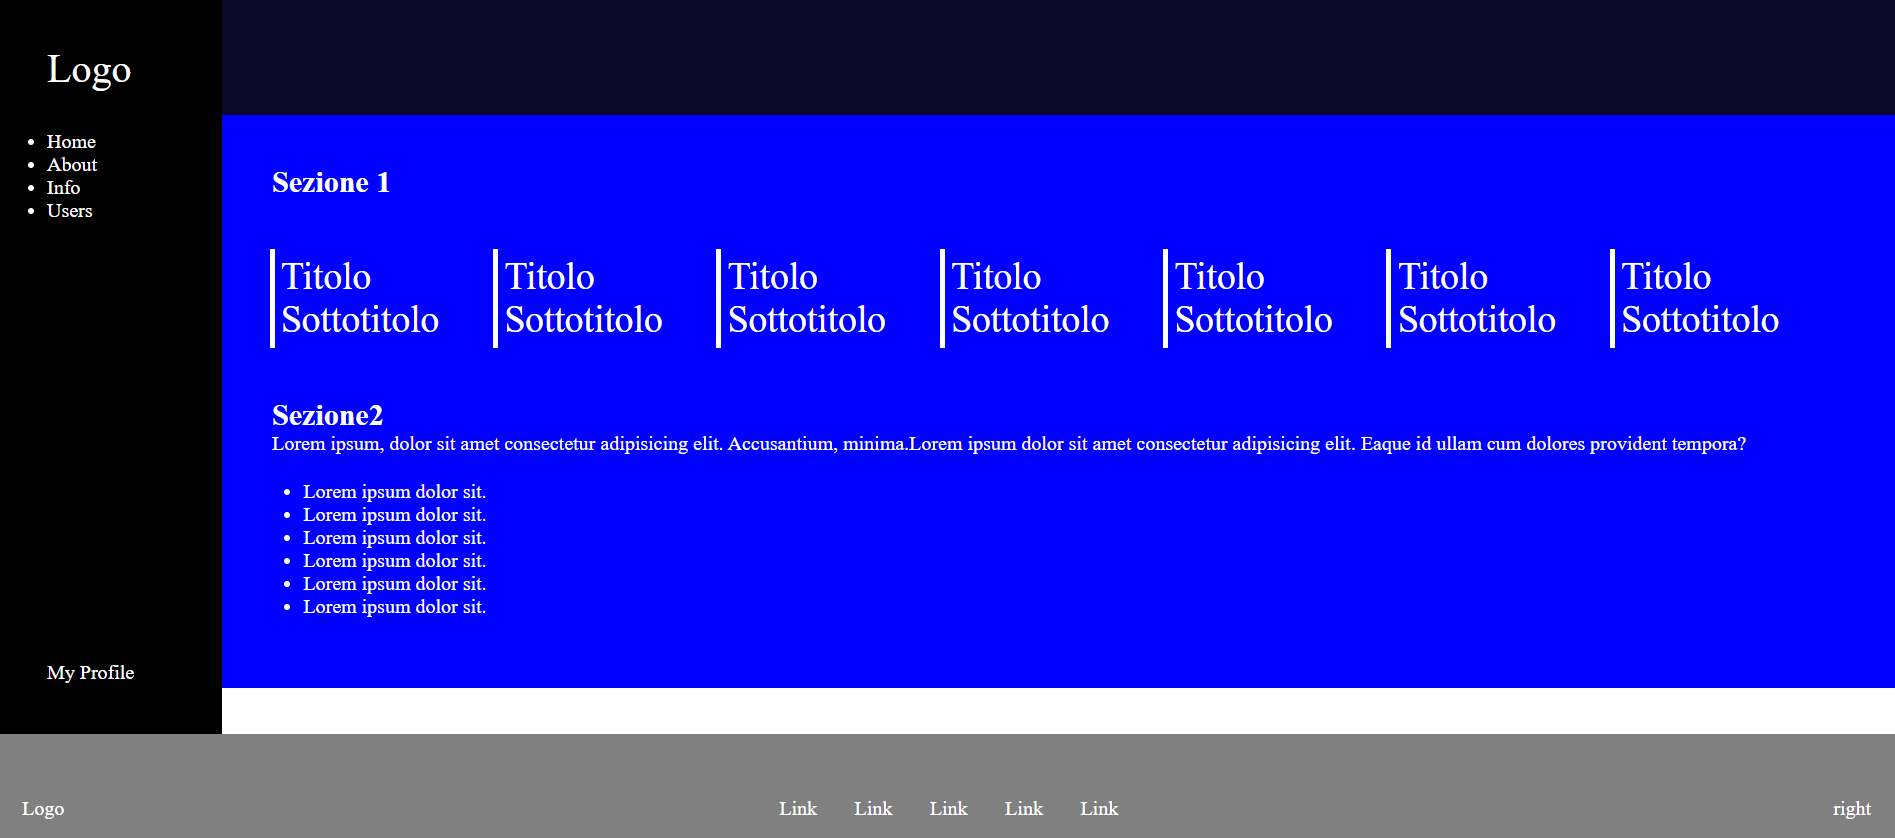 Logo
Home
About
Info
Users
My Profile
Sezione 1
Titolo
Sottotitolo
Titolo
Sottotitolo
Titolo
Sottotitolo
Titolo
Sottotitolo
Titolo
Sottotitolo
Titolo
Sottotitolo
Titolo
Sottotitolo
Sezione2
Lorem ipsum, dolor sit amet consectetur adipisicing elit. Accusantium, minima.Lorem ipsum dolor sit amet consectetur adipisicing elit. Eaque id ullam cum dolores provident tempora?
Lorem ipsum dolor sit.
Lorem ipsum dolor sit.
Lorem ipsum dolor sit.
Lorem ipsum dolor sit.
Lorem ipsum dolor sit.
Lorem ipsum dolor sit.
Logo
Link Link Link Link Link
right